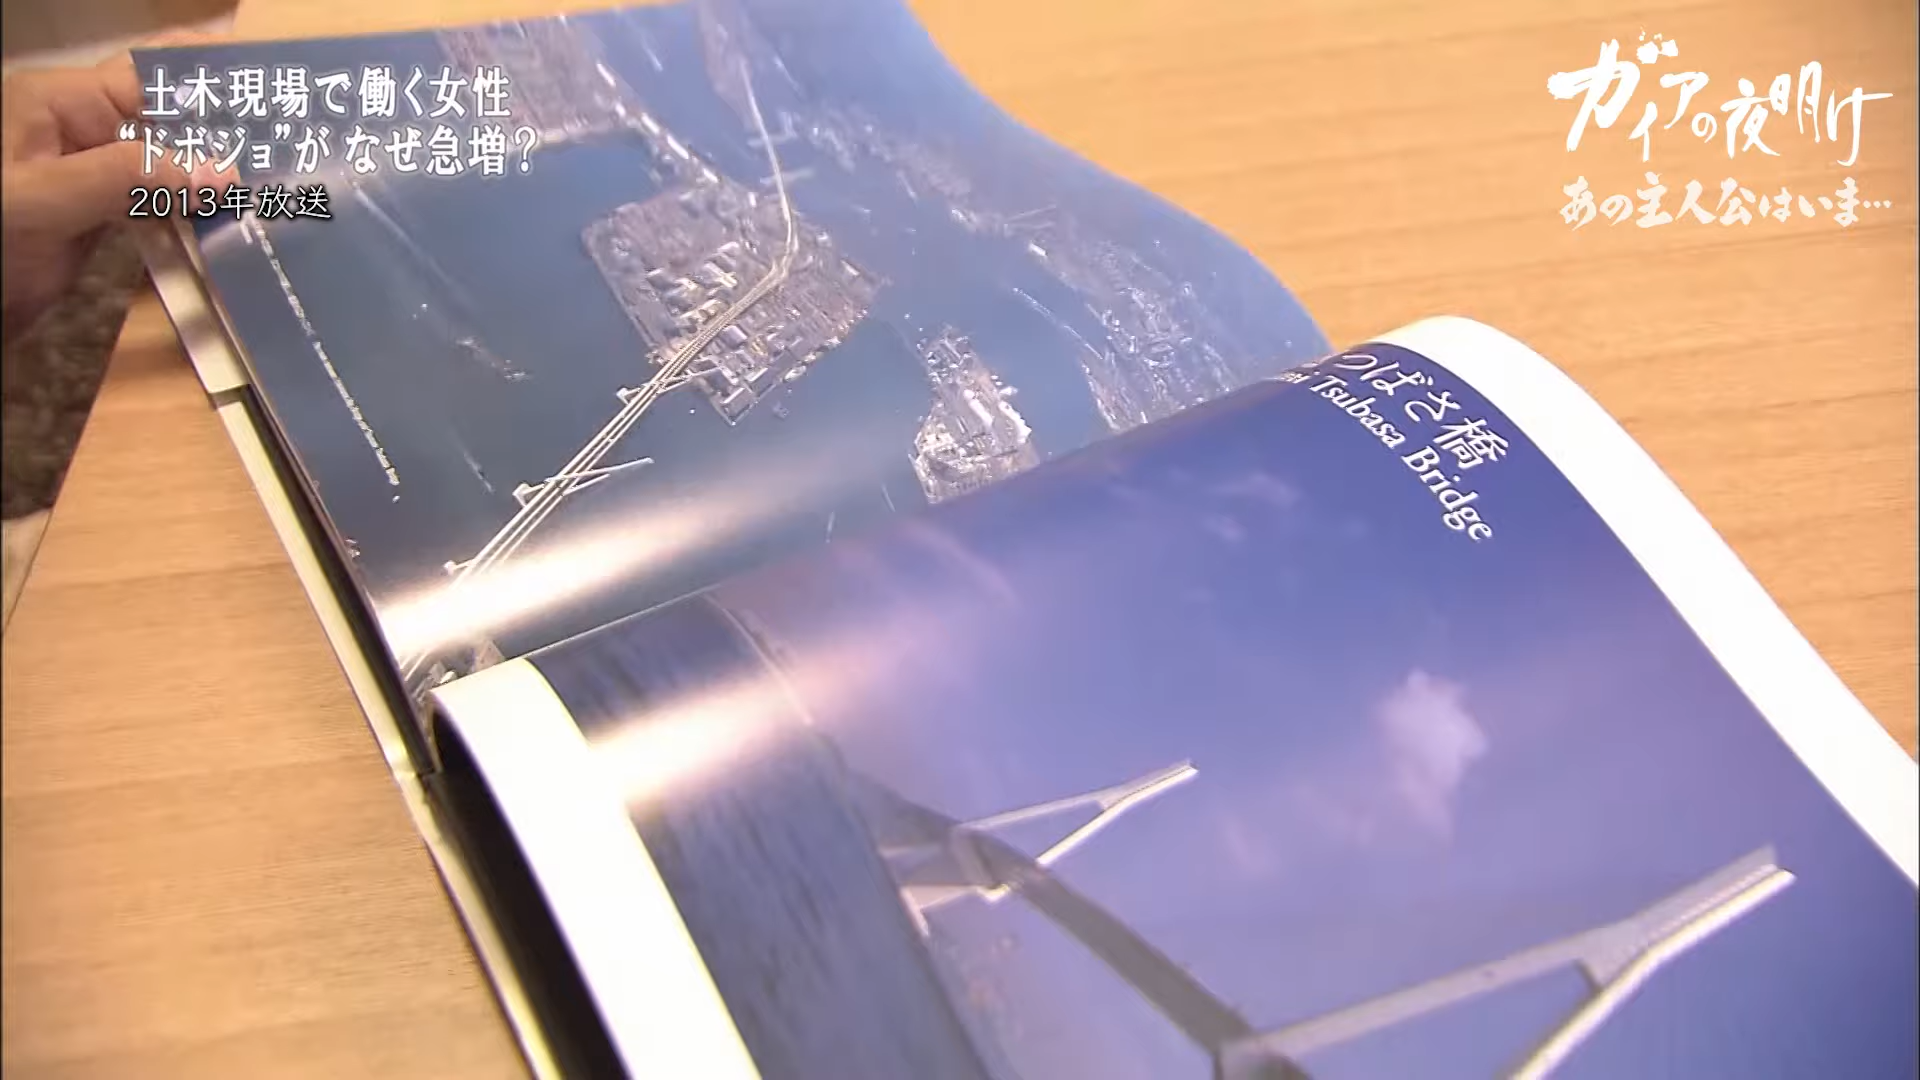 土木現場で働く女性
“ドボジョ”が なぜ急増？
2013年放送
ガイアの夜明け
あの主人公はいま…
つばさ橋
Tsubasa Bridge